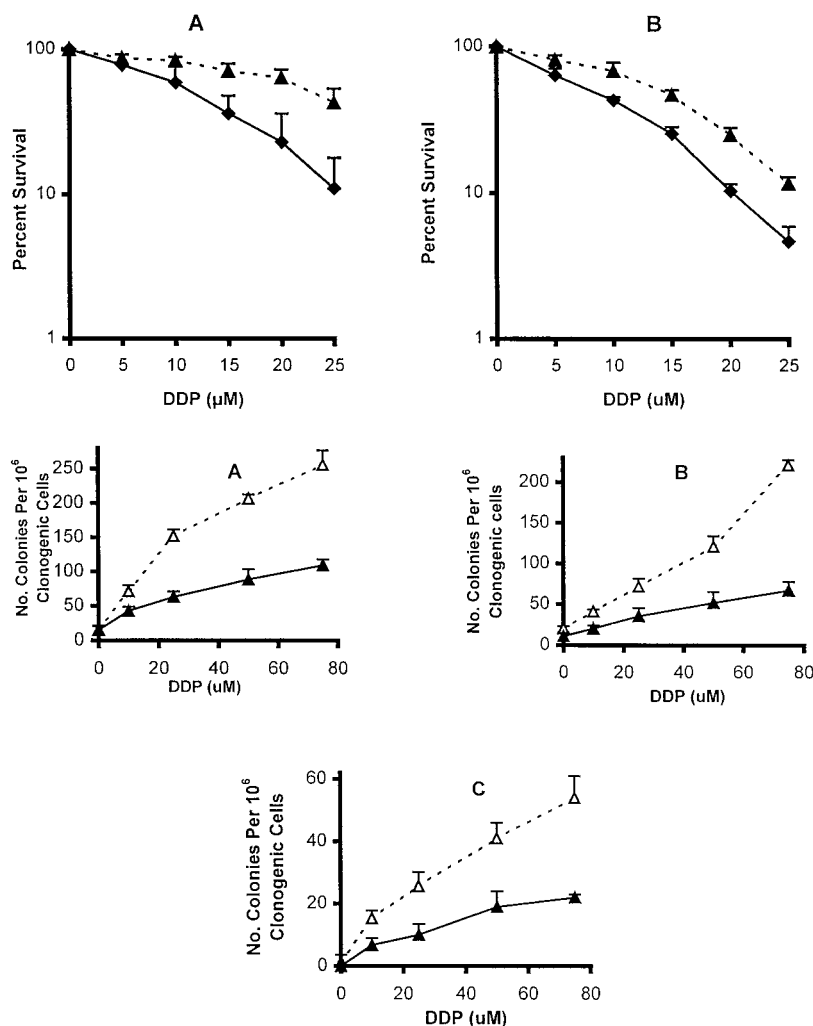 A
100
10
1
Percent Survival
0 5 10 15 20 25
DDP (µM)
B
100
10
1
Percent Survival
0 5 10 15 20 25
DDP (uM)
A
250
200
150
100
50
0
No. Colonies Per 10⁶
Clonogenic Cells
0 20 40 60 80
DDP (uM)
B
200
150
100
50
0
No. Colonies Per 10⁶
Clonogenic cells
0 20 40 60 80
DDP (uM)
C
60
40
20
0
No. Colonies Per 10⁶
Clonogenic Cells
0 20 40 60 80
DDP (uM)